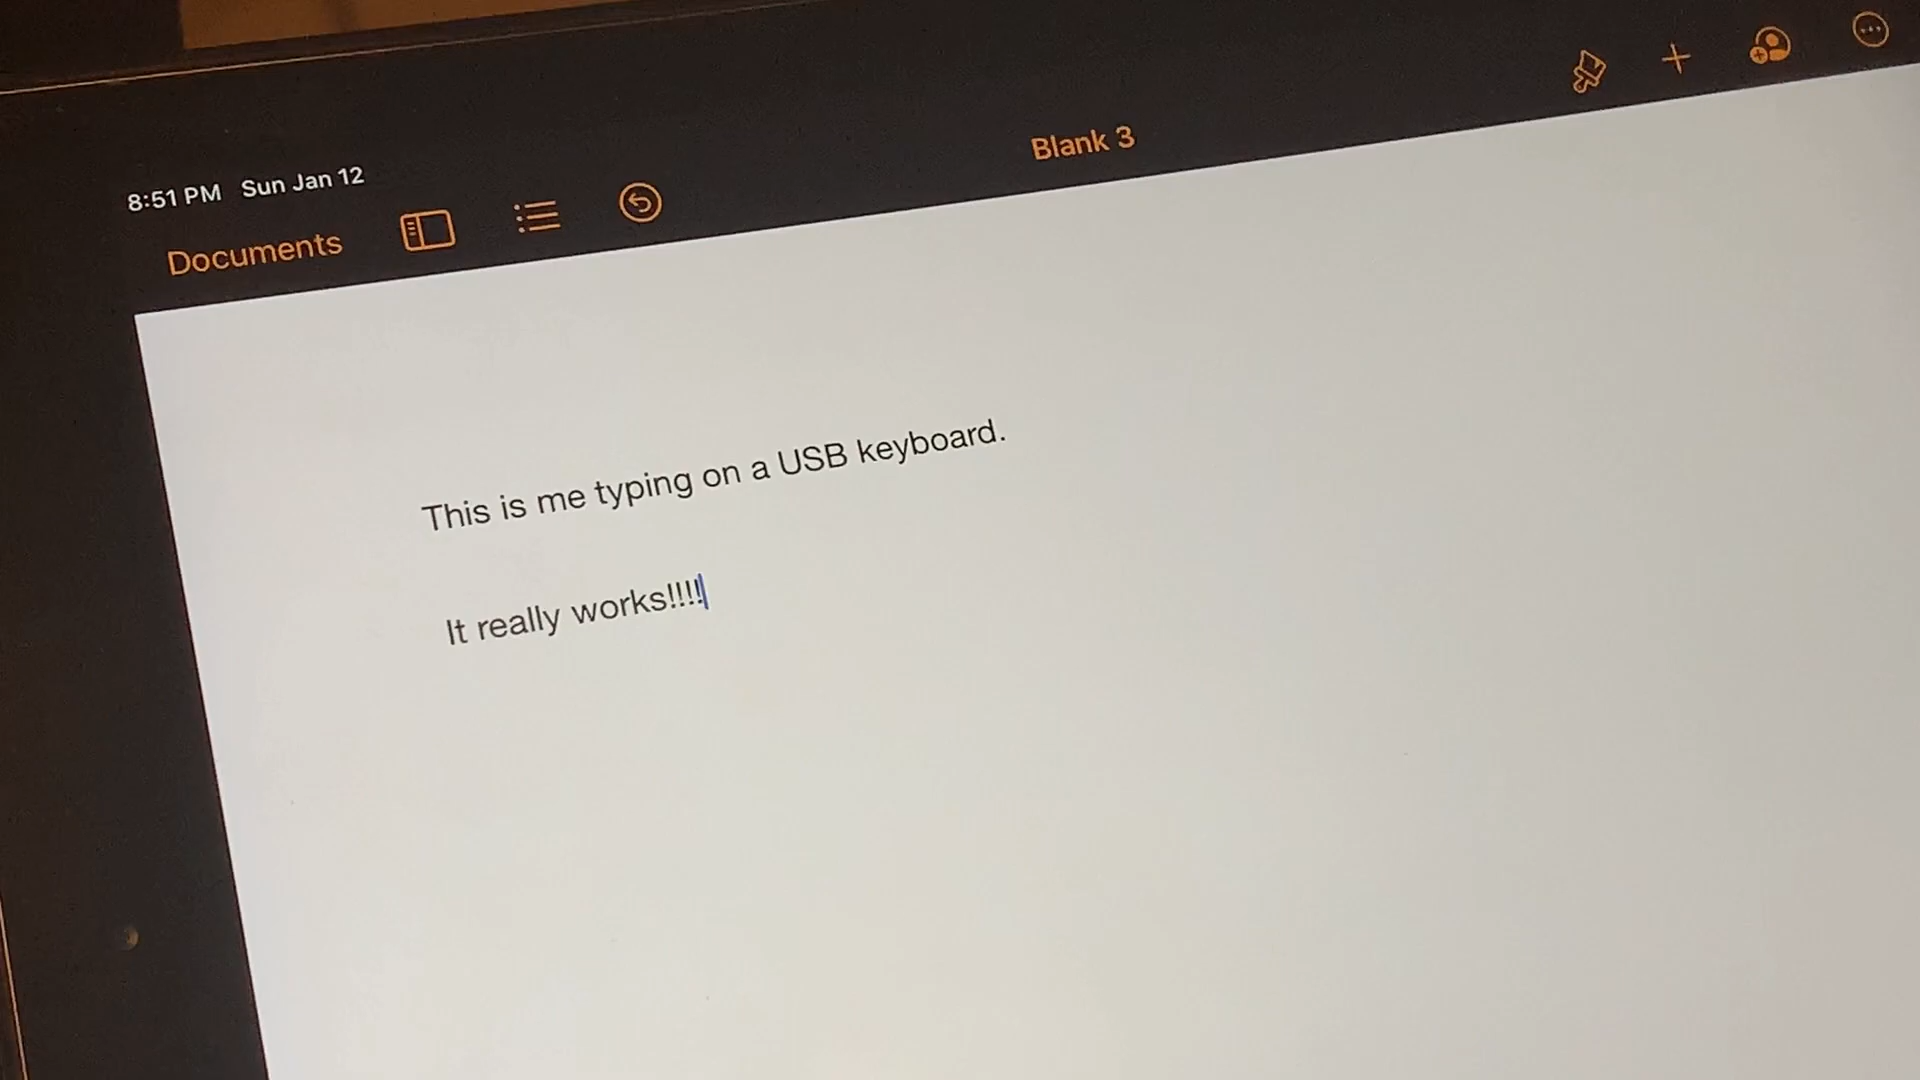 8:51 PM Sun Jan 12
Documents
Blank 3
This is me typing on a USB keyboard.
It really works!!!!